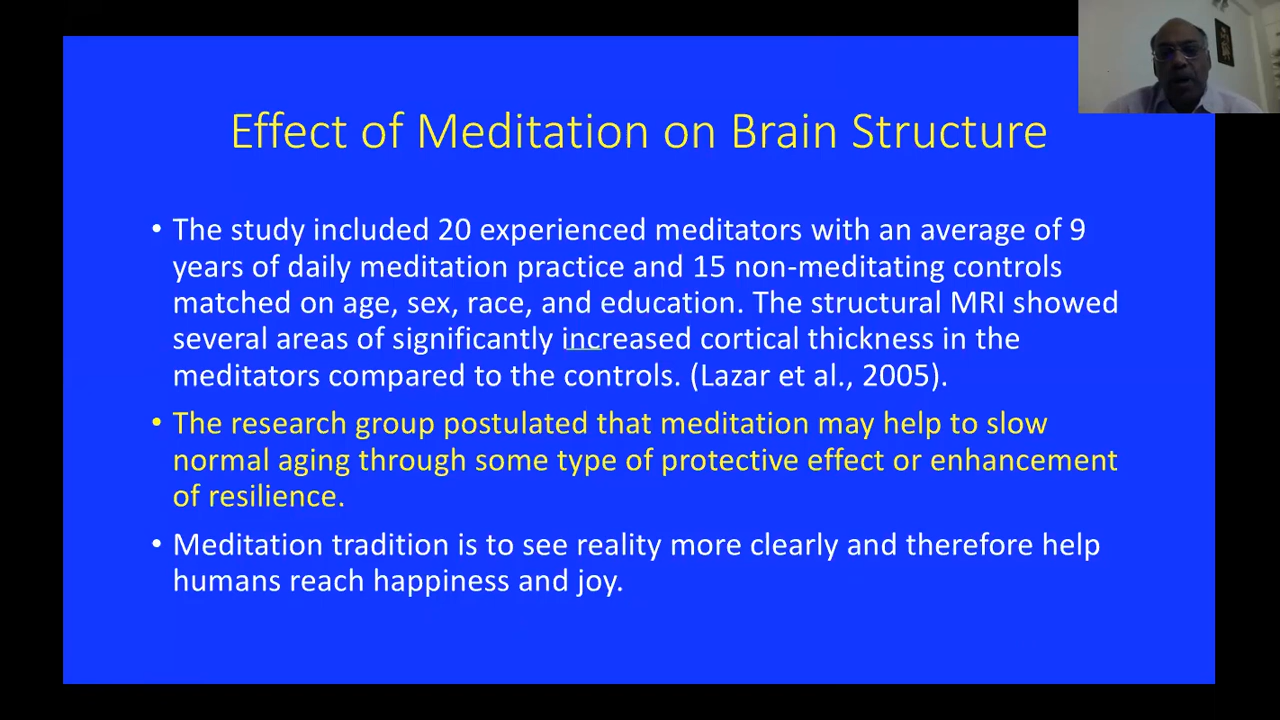 Effect of Meditation on Brain Structure
• The study included 20 experienced meditators with an average of 9
years of daily meditation practice and 15 non-meditating controls
matched on age, sex, race, and education. The structural MRI showed
several areas of significantly increased cortical thickness in the
meditators compared to the controls. (Lazar et al., 2005).
• The research group postulated that meditation may help to slow
normal aging through some type of protective effect or enhancement
of resilience.
• Meditation tradition is to see reality more clearly and therefore help
humans reach happiness and joy.